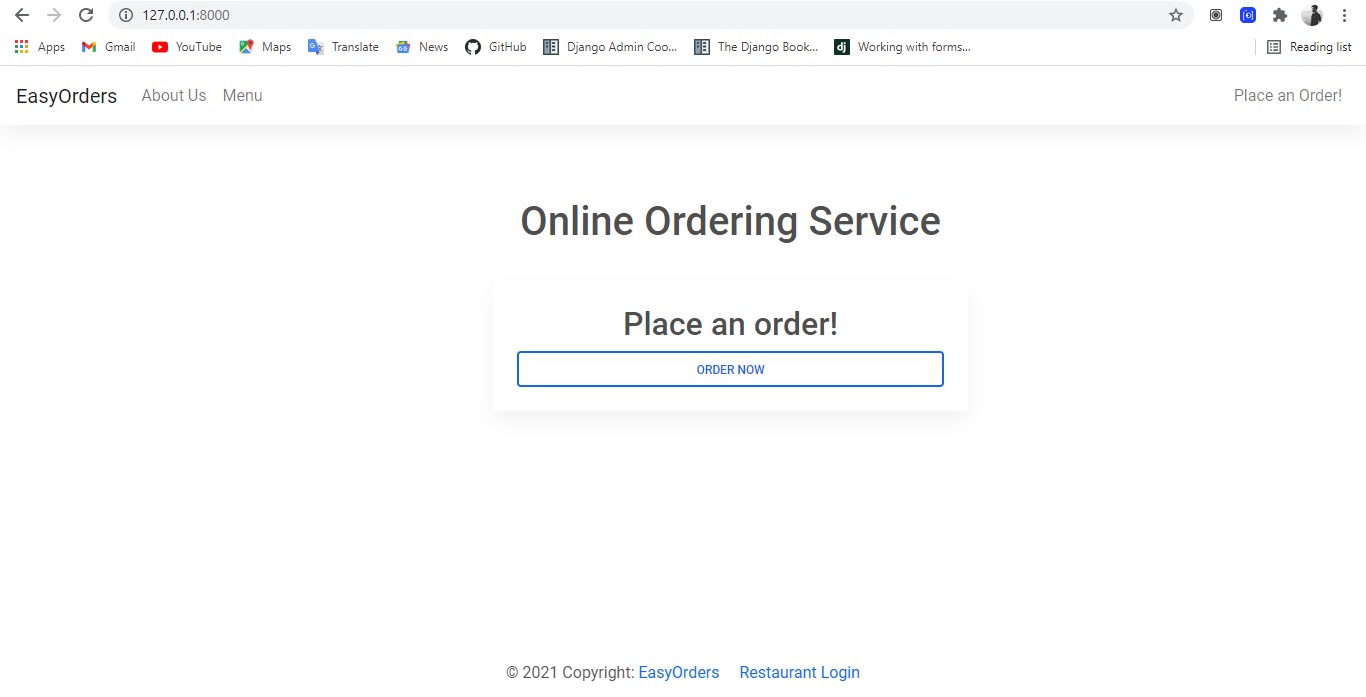 127.0.0.1:8000
Apps Gmail YouTube Maps Translate News GitHub Django Admin Coo... The Django Book... dj Working with forms... Reading list
EasyOrders About Us Menu Place an Order!
Online Ordering Service
Place an order!
ORDER NOW
© 2021 Copyright: EasyOrders Restaurant Login